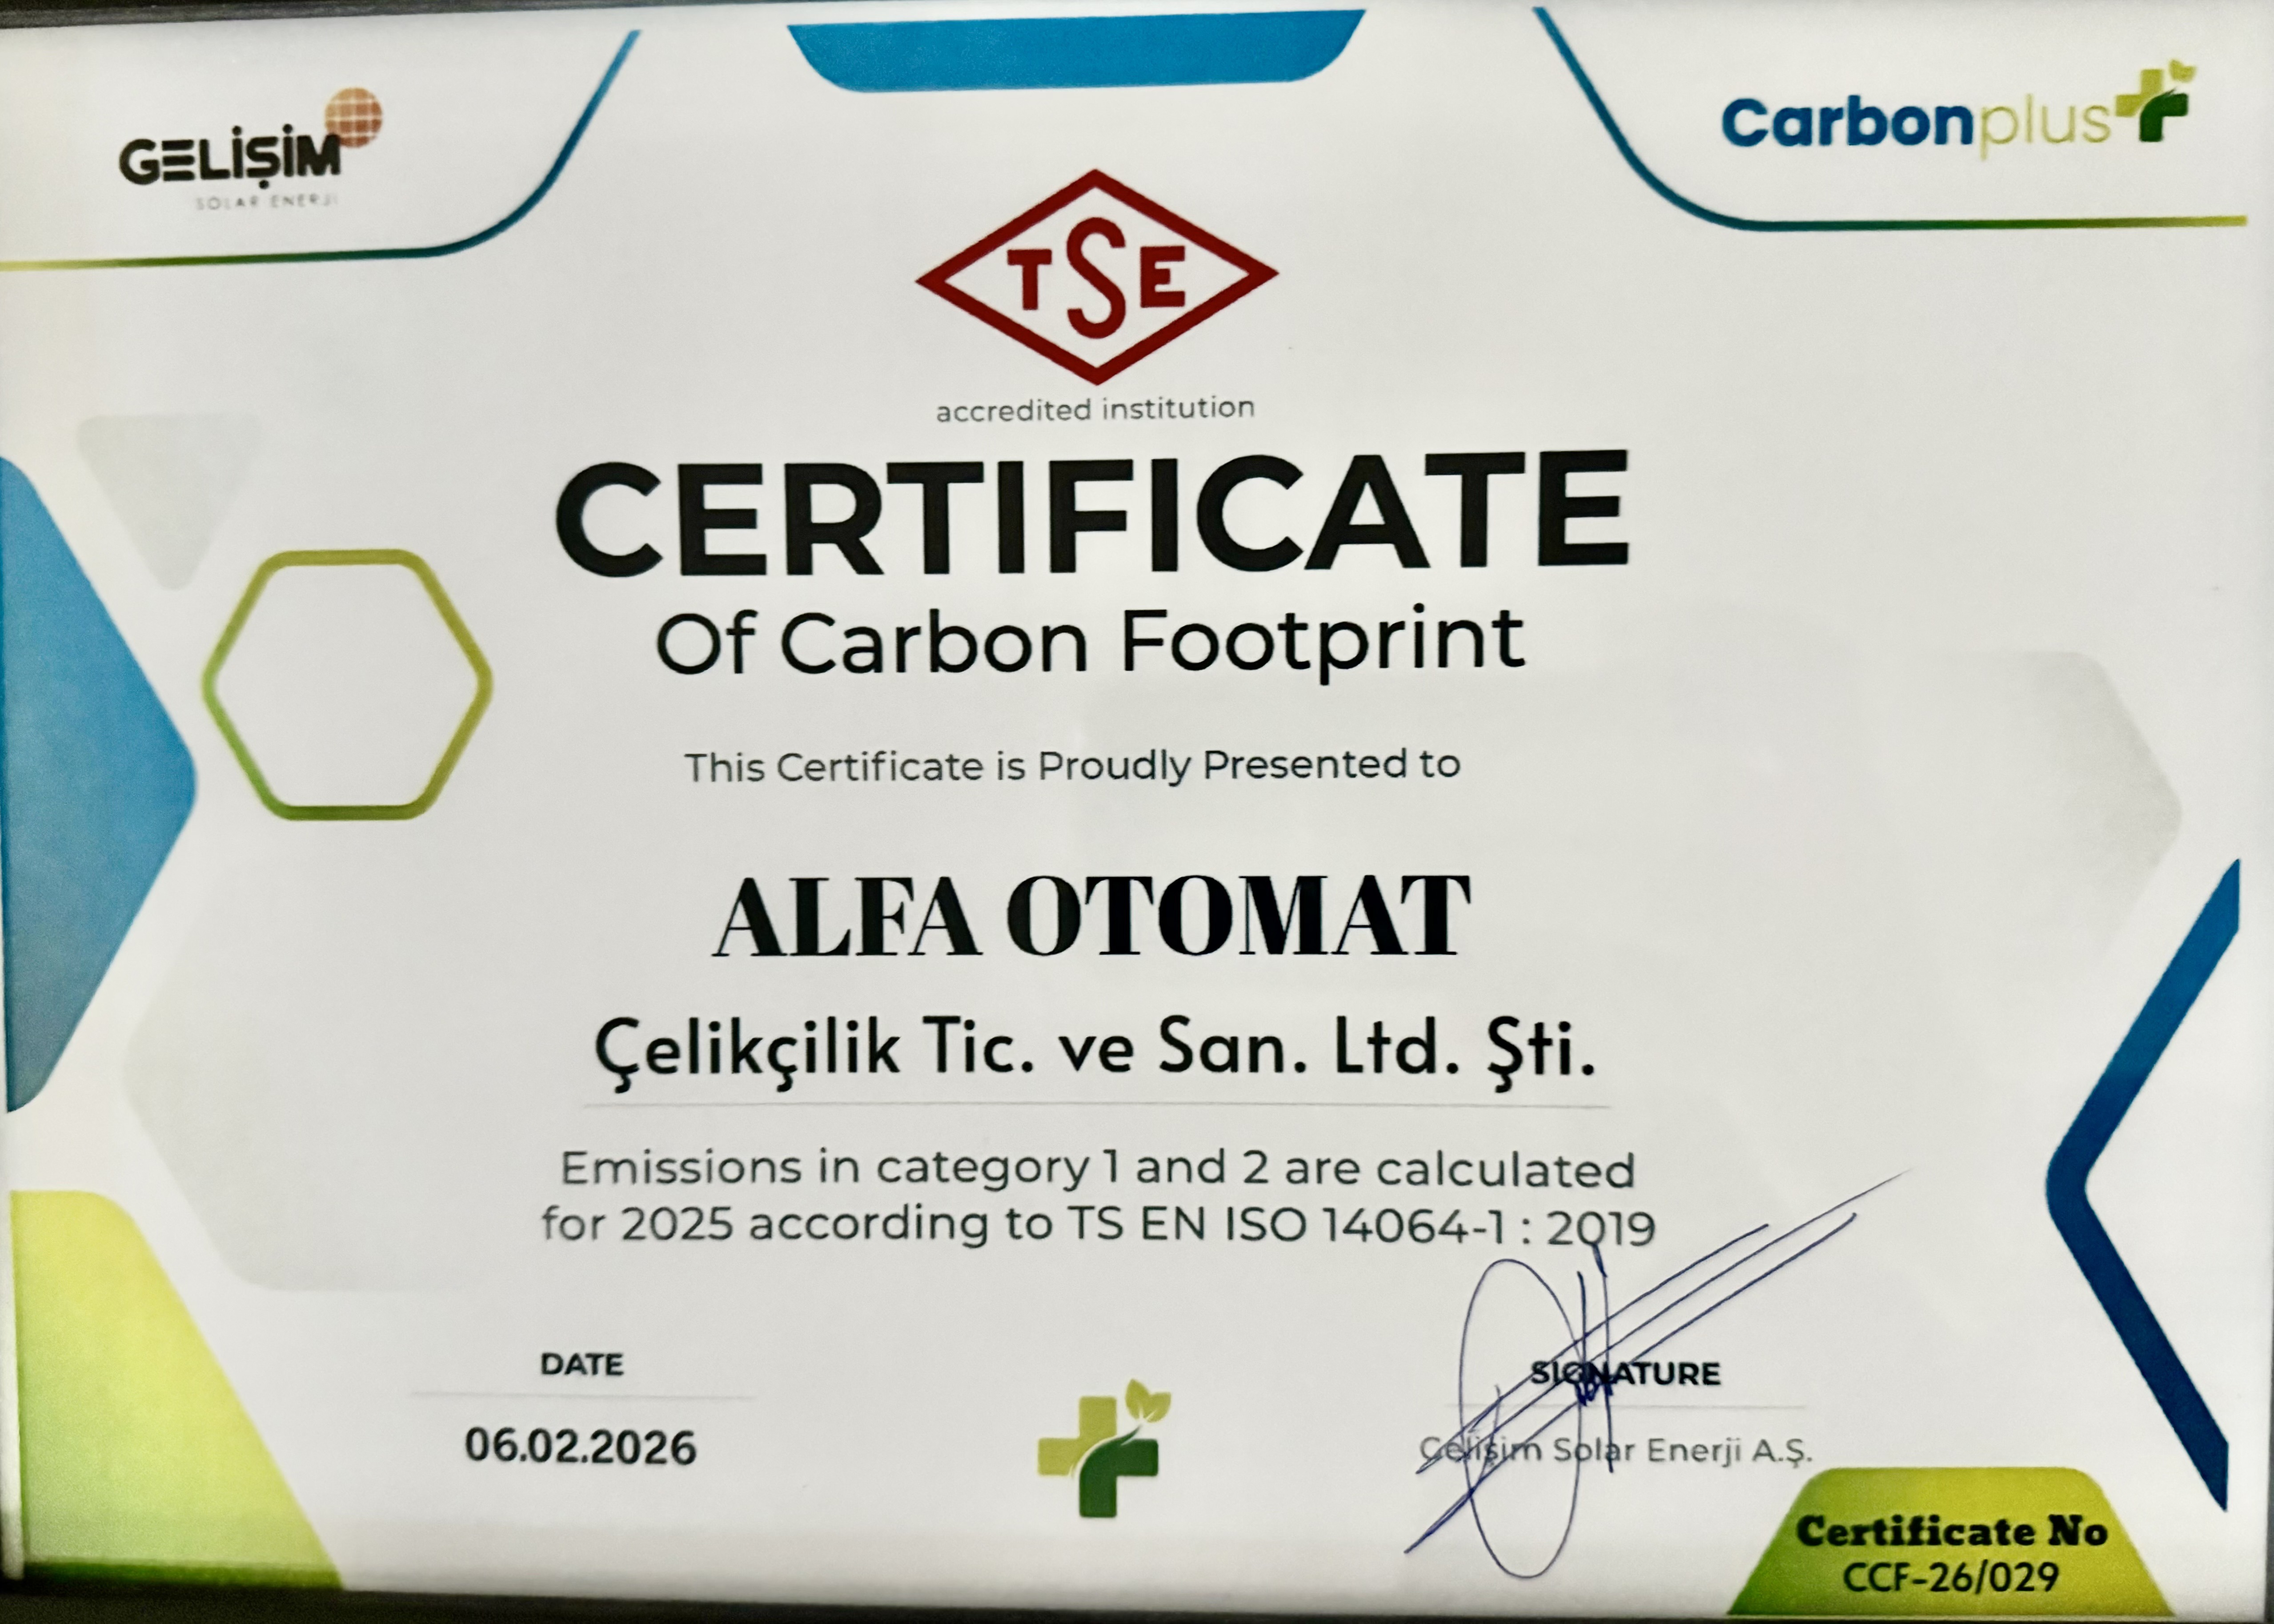 GELİŞİM
SOLAR ENERJİ
Carbonplus
TSE
accredited institution
CERTIFICATE
Of Carbon Footprint
This Certificate is Proudly Presented to
ALFA OTOMAT
Çelikçilik Tic. ve San. Ltd. Şti.
Emissions in category 1 and 2 are calculated
for 2025 according to TS EN ISO 14064-1 : 2019
DATE
06.02.2026
SIGNATURE
Gelişim Solar Enerji A.Ş.
Certificate No
CCF-26/029